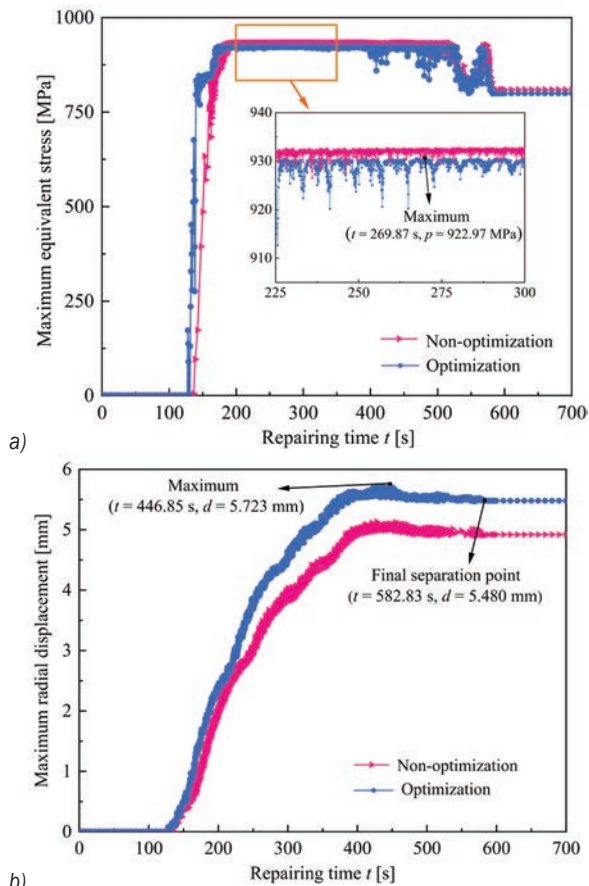 1000
750
500
250
0
Maximum equivalent stress [MPa]
940
930
920
910
225
250
275
300
Maximum
(t = 269.87 s, p = 922.97 MPa)
Non-optimization
Optimization
0 100 200 300 400 500 600 700
Repairing time t [s]
a)
6
5
4
3
2
1
0
Maximum radial displacement [mm]
Maximum
(t = 446.85 s, d = 5.723 mm)
Final separation point
(t = 582.83 s, d = 5.480 mm)
Non-optimization
Optimization
0 100 200 300 400 500 600 700
Repairing time t [s]
b)